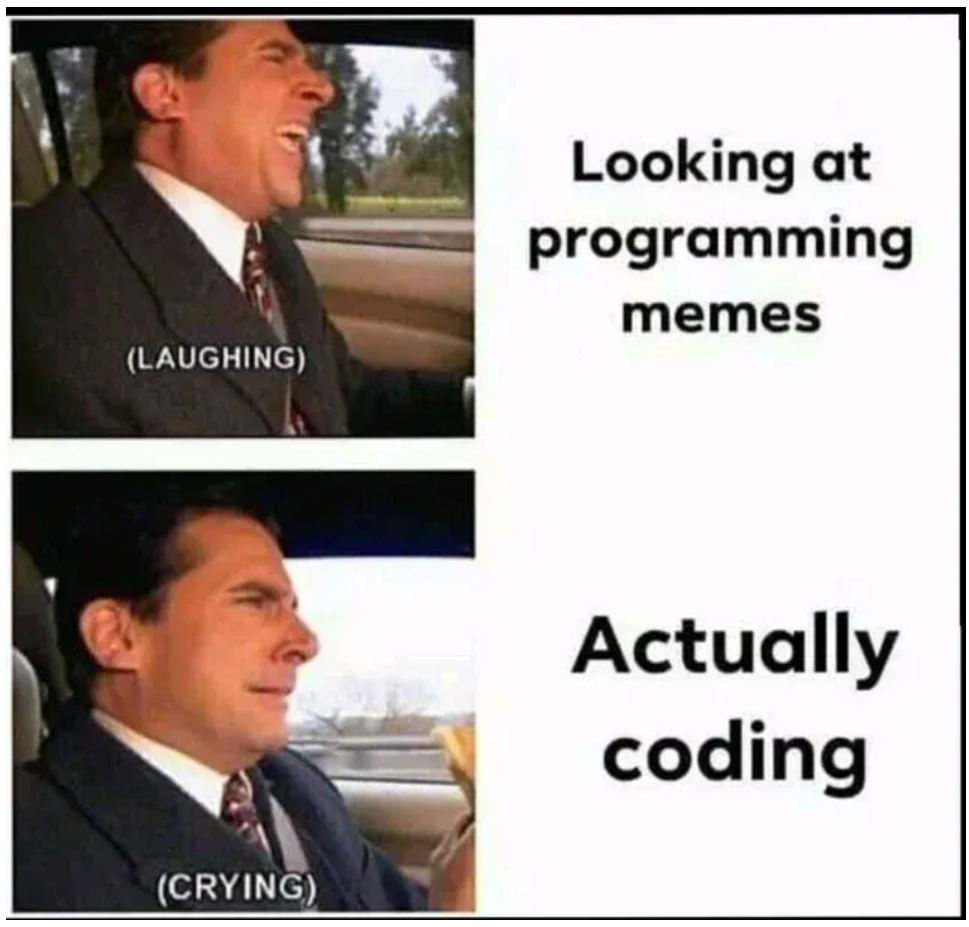 (LAUGHING)
Looking at
programming
memes
(CRYING)
Actually
coding